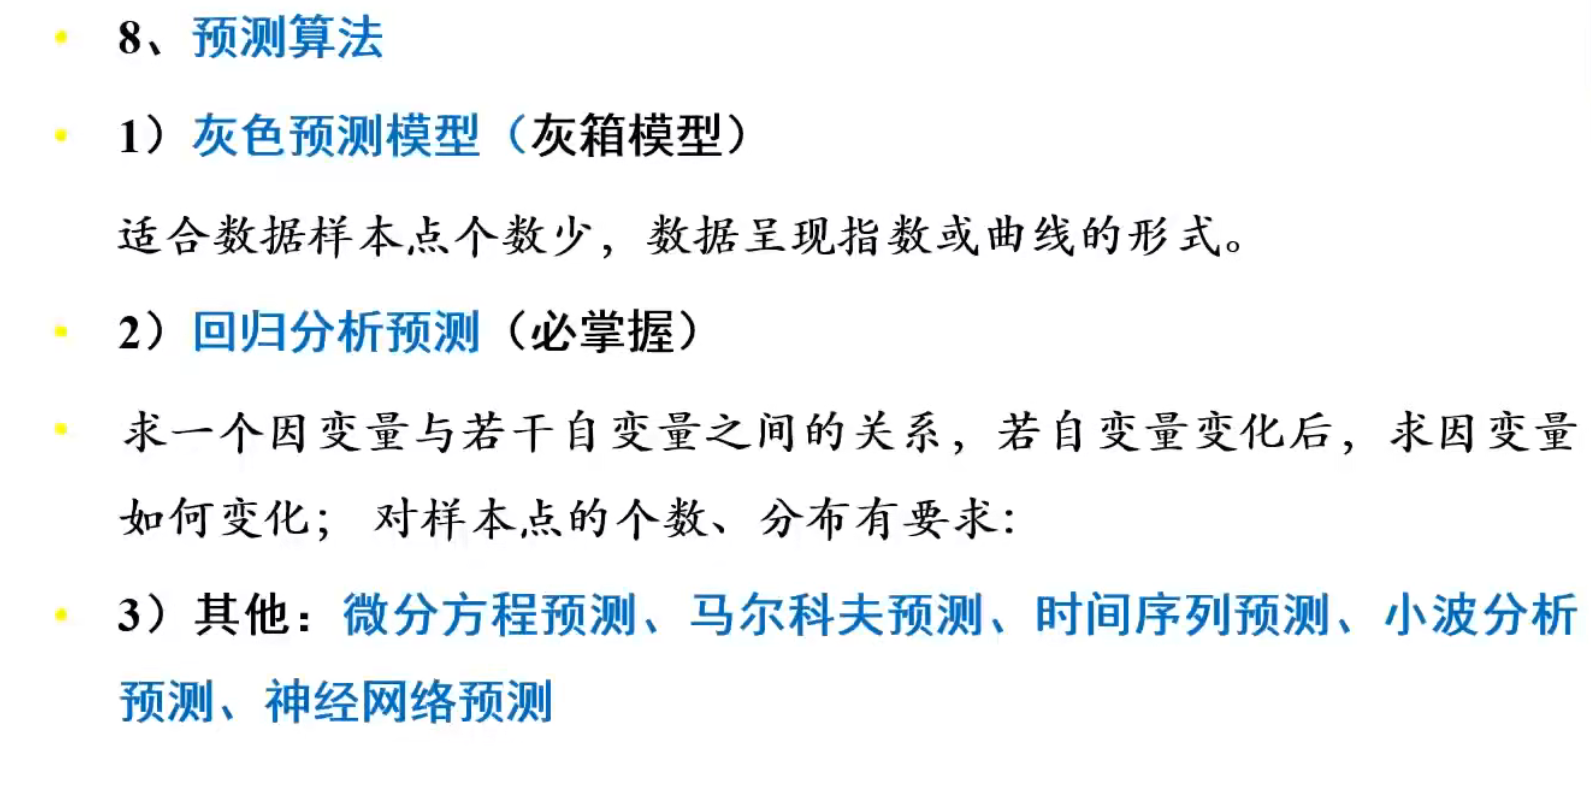 8、预测算法
1）灰色预测模型（灰箱模型）
适合数据样本点个数少，数据呈现指数或曲线的形式。
2）回归分析预测（必掌握）
求一个因变量与若干自变量之间的关系，若自变量变化后，求因变量
如何变化； 对样本点的个数、分布有要求：
3）其他：微分方程预测、马尔科夫预测、时间序列预测、小波分析
预测、神经网络预测